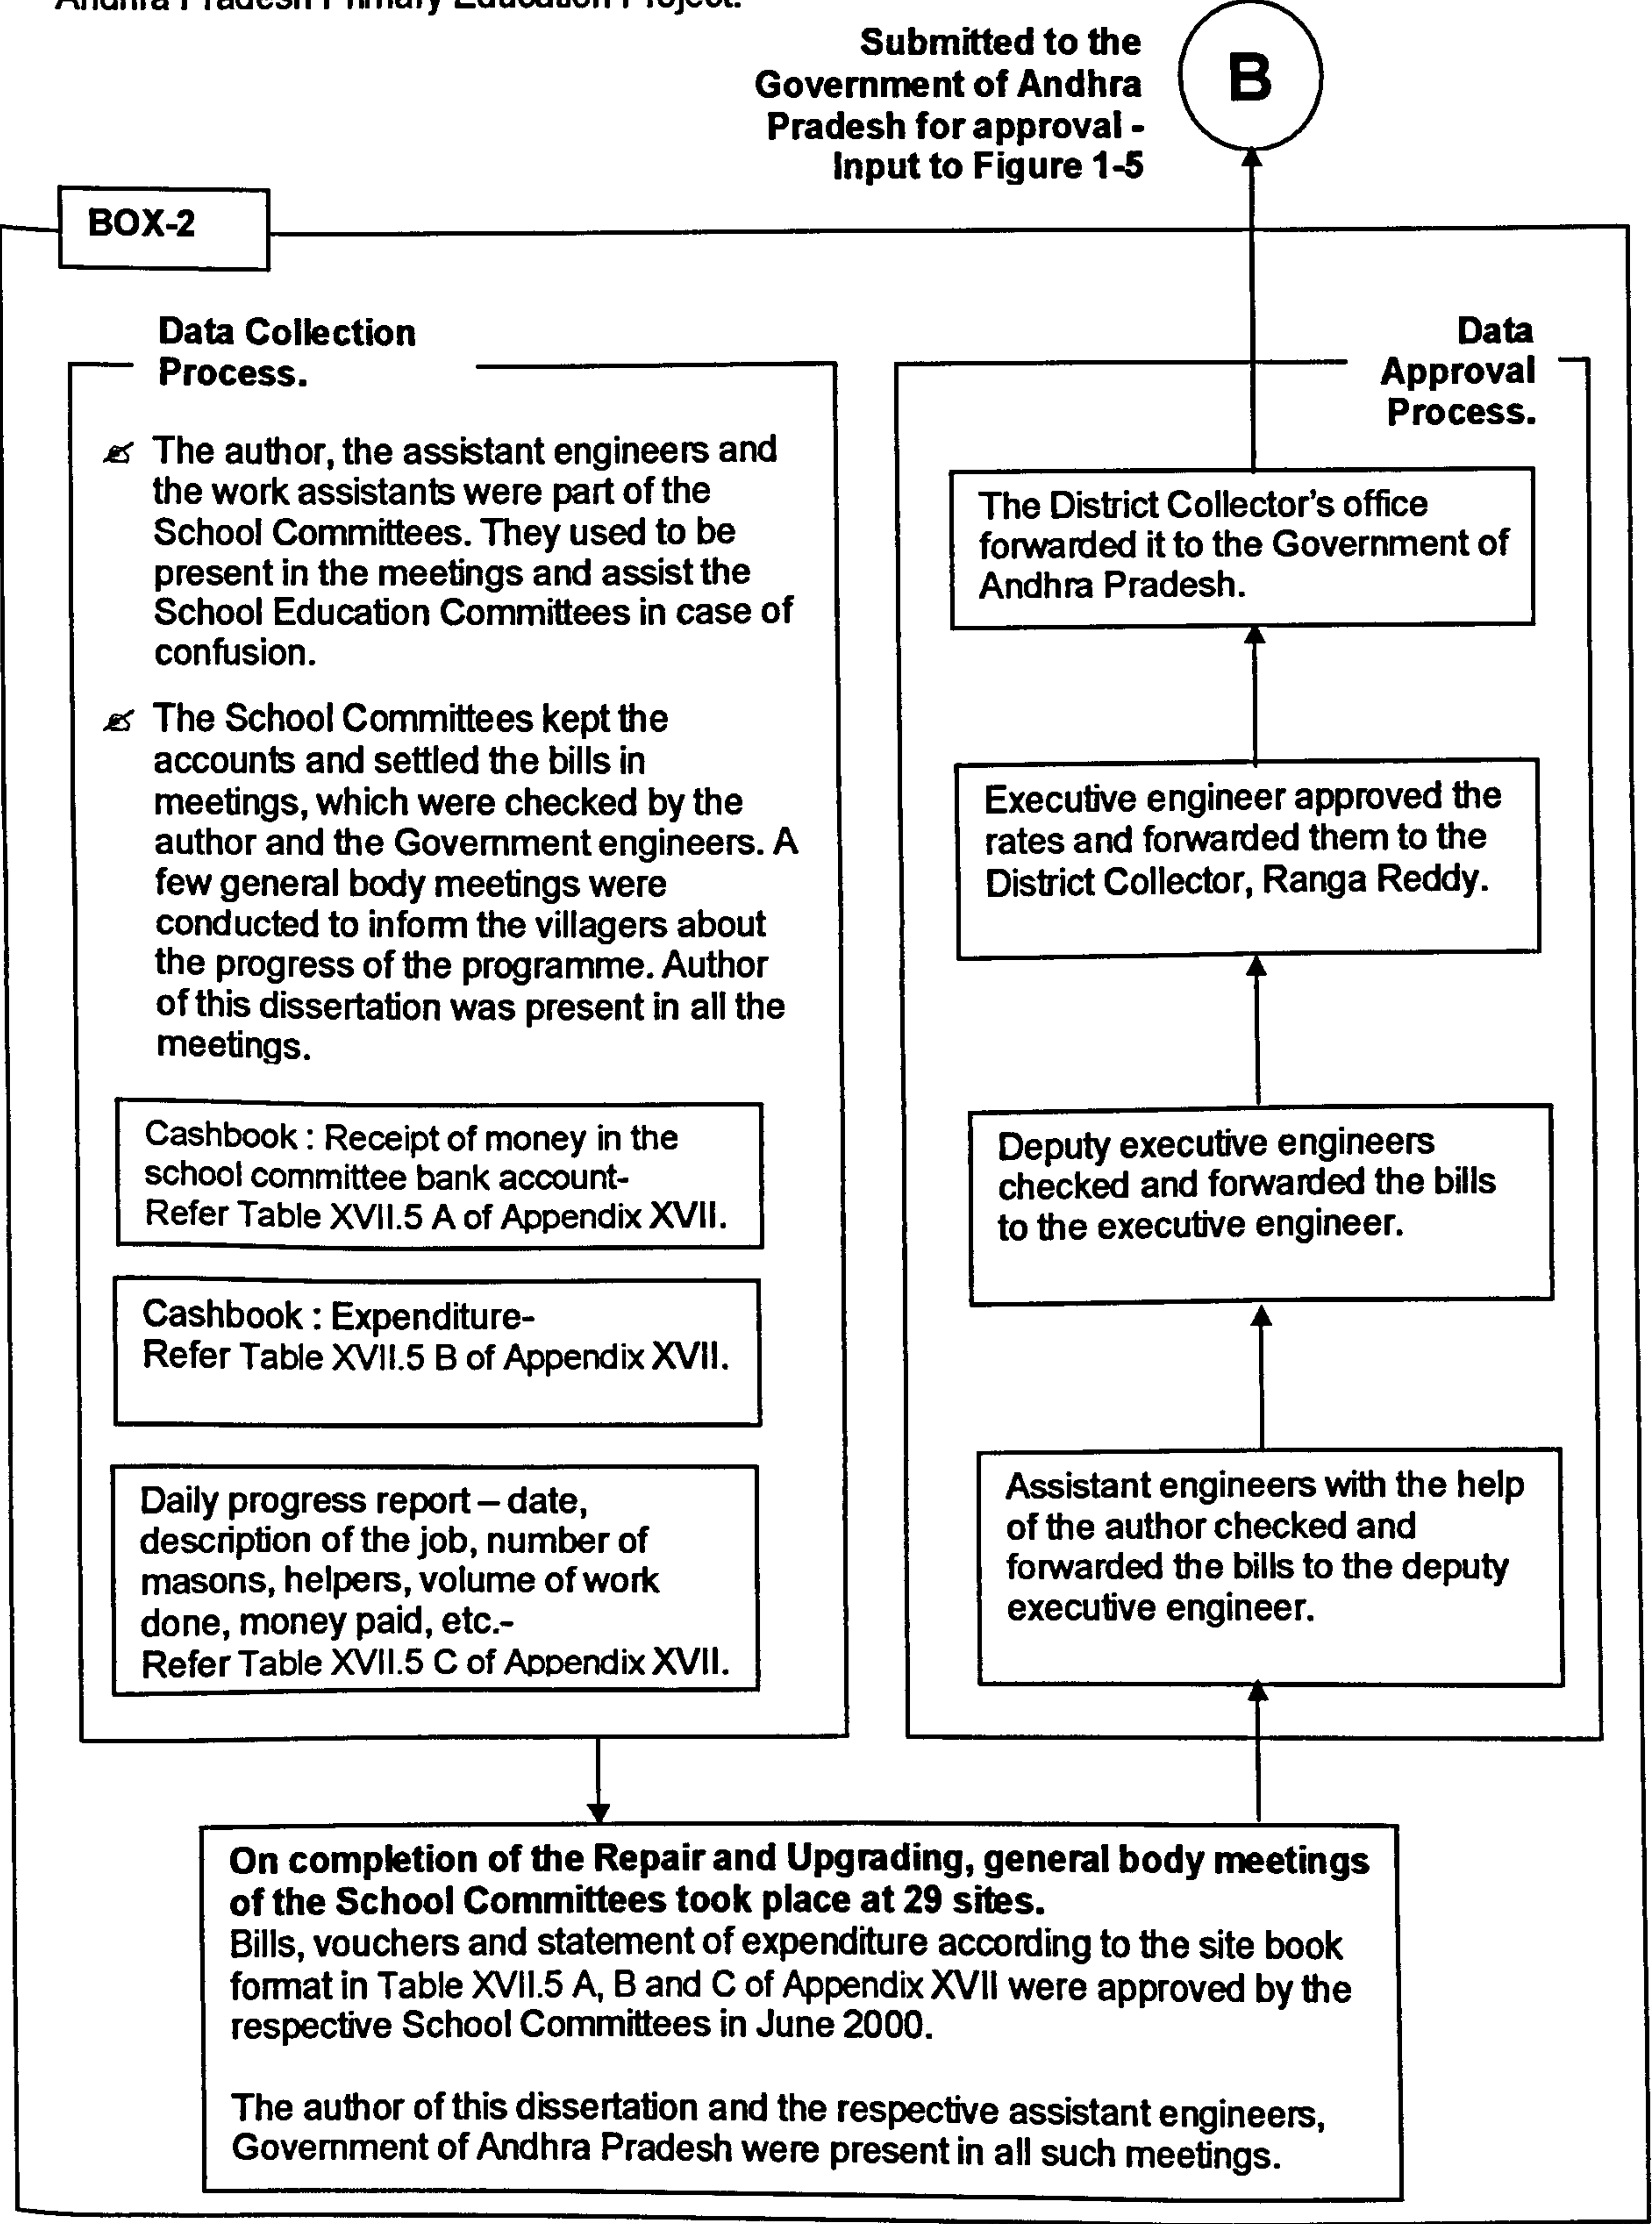 Andhra Pradesh Primary Education Project.
Submitted to the
Government of Andhra
Pradesh for approval -
Input to Figure 1-5
B
BOX-2
Data Collection
Process.
The author, the assistant engineers and
the work assistants were part of the
School Committees. They used to be
present in the meetings and assist the
School Education Committees in case of
confusion.
The School Committees kept the
accounts and settled the bills in
meetings, which were checked by the
author and the Government engineers. A
few general body meetings were
conducted to inform the villagers about
the progress of the programme. Author
of this dissertation was present in all the
meetings.
Cashbook : Receipt of money in the
school committee bank account-
Refer Table XVII.5 A of Appendix XVII.
Cashbook : Expenditure-
Refer Table XVII.5 B of Appendix XVII.
Daily progress report – date,
description of the job, number of
masons, helpers, volume of work
done, money paid, etc.-
Refer Table XVII.5 C of Appendix XVII.
Data
Approval
Process.
The District Collector's office
forwarded it to the Government of
Andhra Pradesh.
Executive engineer approved the
rates and forwarded them to the
District Collector, Ranga Reddy.
Deputy executive engineers
checked and forwarded the bills
to the executive engineer.
Assistant engineers with the help
of the author checked and
forwarded the bills to the deputy
executive engineer.
On completion of the Repair and Upgrading, general body meetings
of the School Committees took place at 29 sites.
Bills, vouchers and statement of expenditure according to the site book
format in Table XVII.5 A, B and C of Appendix XVII were approved by the
respective School Committees in June 2000.
The author of this dissertation and the respective assistant engineers,
Government of Andhra Pradesh were present in all such meetings.